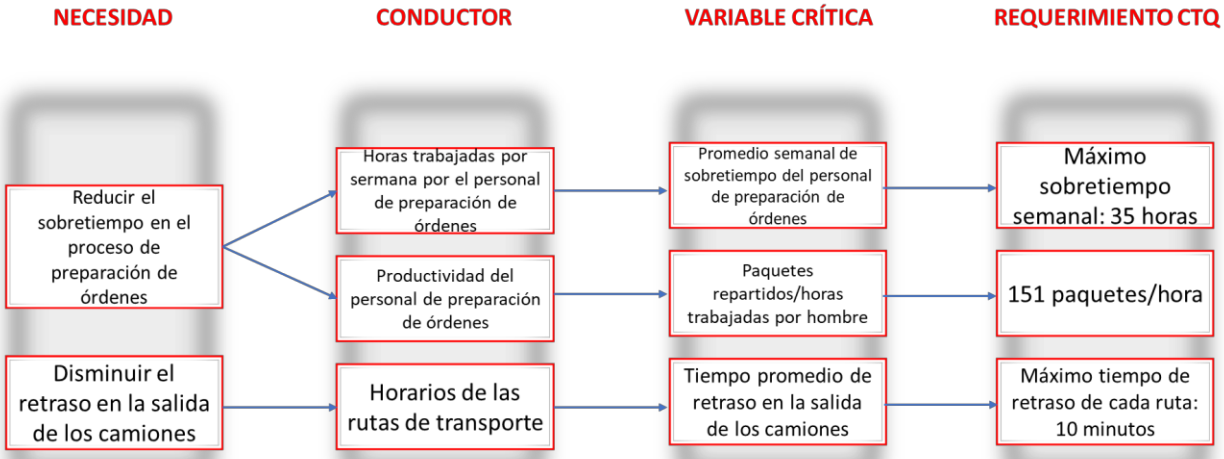 NECESIDAD
CONDUCTOR
VARIABLE CRÍTICA
REQUERIMIENTO CTQ
Reducir el
sobretiempo en el
proceso de
preparación de
órdenes
Horas trabajadas por
sermana por el personal
de preparación de
órdenes
Promedio semanal de
sobretiempo del personal
de preparación de
órdenes
Máximo
sobretiempo
semanal: 35 horas
Productividad del
personal de preparación
de órdenes
Paquetes
repartidos/horas
trabajadas por hombre
151 paquetes/hora
Disminuir el
retraso en la salida
de los camiones
Horarios de las
rutas de transporte
Tiempo promedio de
retraso en la salida
de los camiones
Máximo tiempo de
retraso de cada ruta:
10 minutos